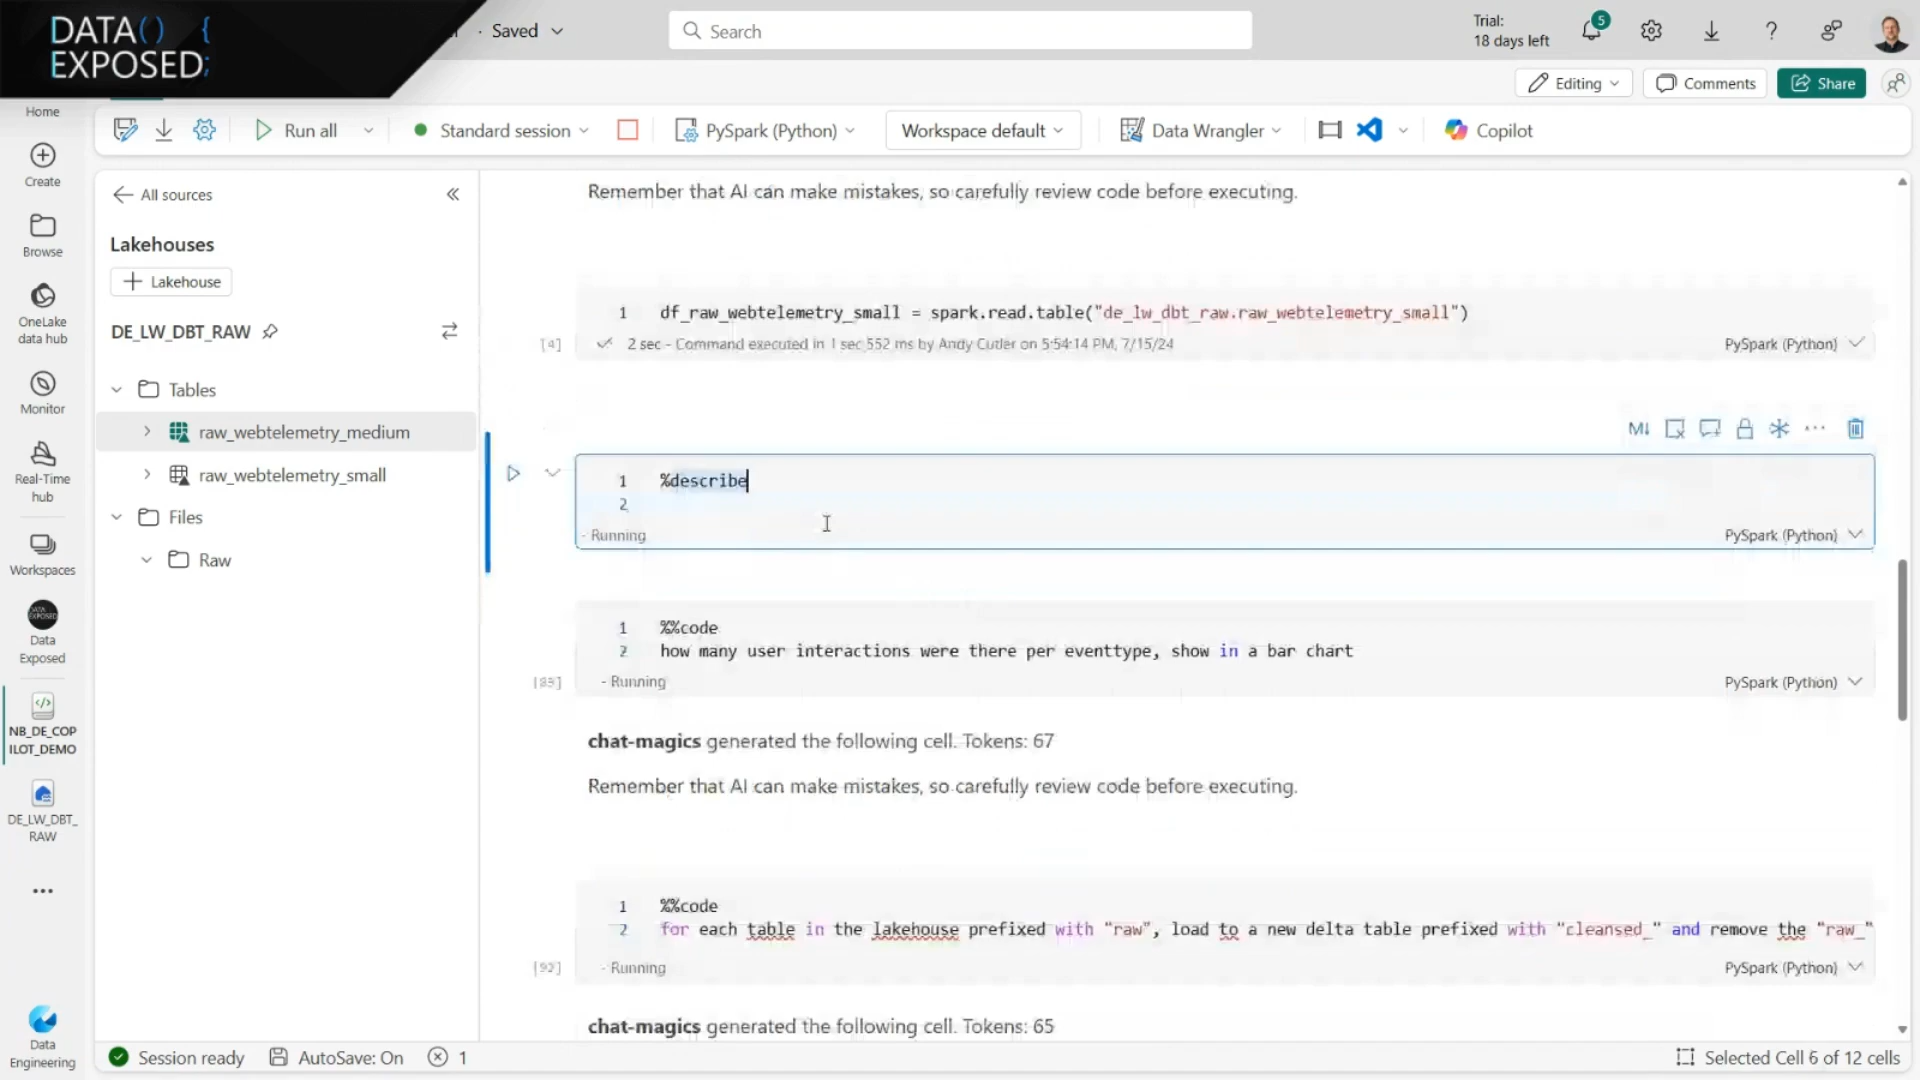 DATA() {
EXPOSED;
Saved
Search
Trial:
18 days left
5
?
Editing
Comments
Share
Home
Run all
Standard session
PySpark (Python)
Workspace default
Data Wrangler
Copilot
Create
Browse
OneLake
data hub
Monitor
Real-Time
hub
Workspaces
Data
Exposed
NB_DE_COP
ILOT_DEMO
DE_LW_DBT_
RAW
Data
Engineering
All sources
Lakehouses
Lakehouse
DE_LW_DBT_RAW
Tables
raw_webtelemetry_medium
raw_webtelemetry_small
Files
Raw
Remember that AI can make mistakes, so carefully review code before executing.
1 df_raw_webtelemetry_small = spark.read.table("de_lw_dbt_raw.raw_webtelemetry_small")
[4] 2 sec - Command executed in 1 sec 552 ms by Andy Cutler on 5:54:14 PM, 7/15/24 PySpark (Python)
M↓
1 %describe
2
- Running PySpark (Python)
1 %%code
2 how many user interactions were there per eventtype, show in a bar chart
- Running PySpark (Python)
chat-magics generated the following cell. Tokens: 67
Remember that AI can make mistakes, so carefully review code before executing.
1 %%code
2 for each table in the lakehouse prefixed with "raw", load to a new delta table prefixed with "cleansed_" and remove the "raw_"
- Running PySpark (Python)
chat-magics generated the following cell. Tokens: 65
Session ready
AutoSave: On
1
Selected Cell 6 of 12 cells